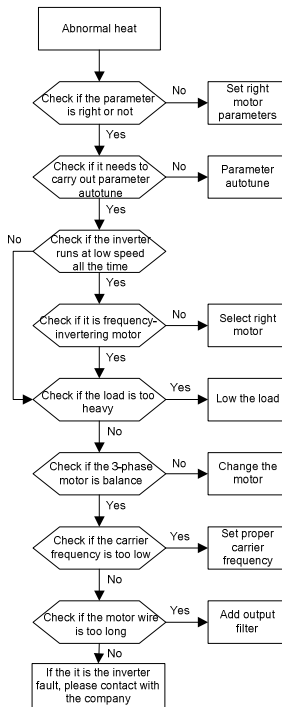 Abnormal heat
Check if the parameter
is right or not
No
Set right
motor
parameters
Yes
Check if it needs to
carry out parameter
autotune
No
Parameter
autotune
Yes
No
Check if the inverter
runs at low speed
all the time
Yes
Check if it is frequency-
invertering motor
No
Select right
motor
Yes
Check if the load is too
heavy
Yes
Low the load
No
Check if the 3-phase
motor is balance
No
Change the
motor
Yes
Check if the carrier
frequency is too low
Yes
Set proper
carrier
frequency
No
Check if the motor wire
is too long
Yes
Add output
filter
No
If the it is the inverter
fault, please contact with
the company